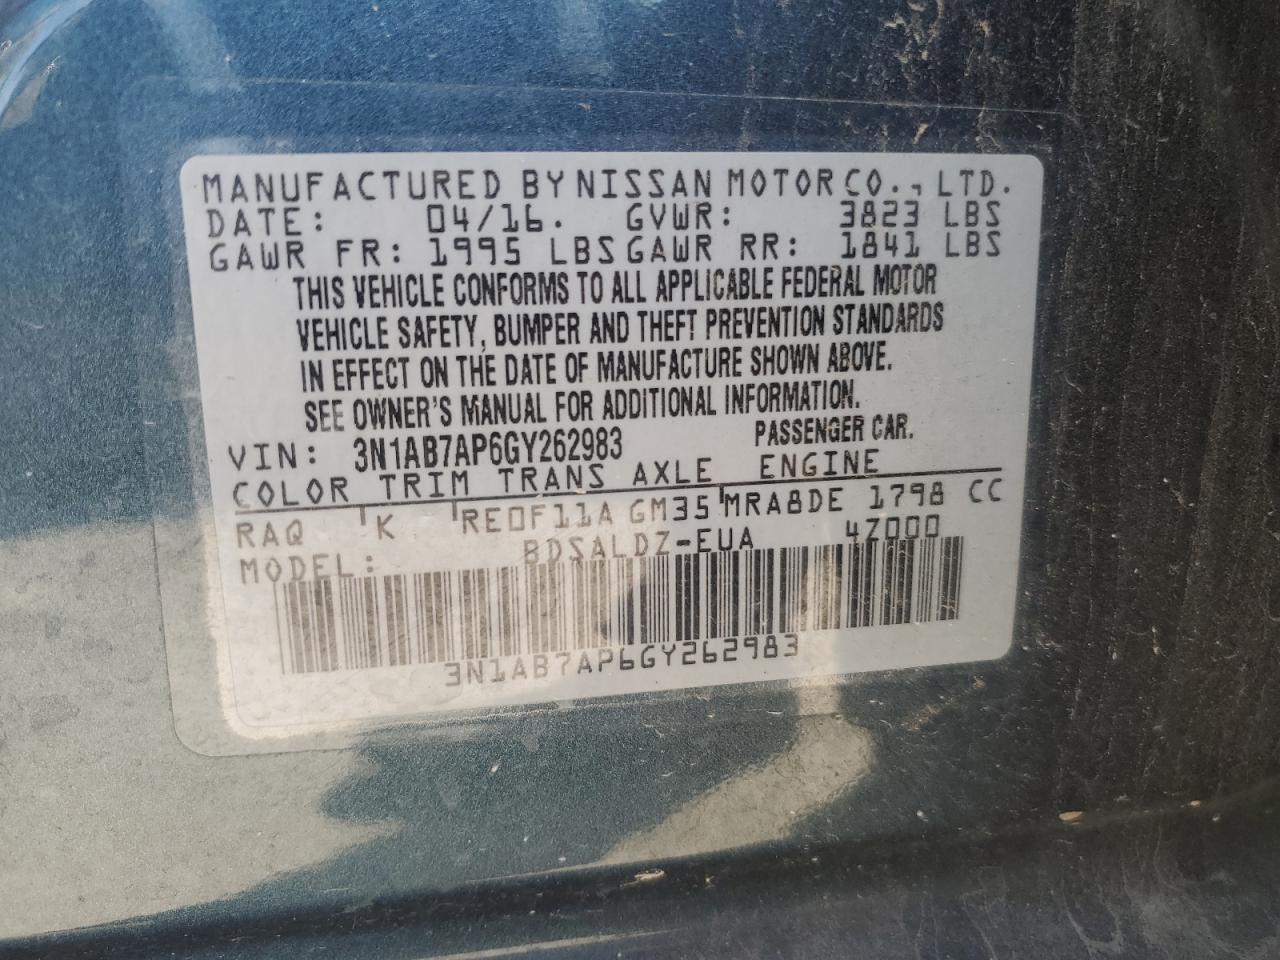 MANUFACTURED BY NISSAN MOTOR CO., LTD.
DATE: 04/16. GVWR: 3823 LBS
GAWR FR: 1995 LBS GAWR RR: 1841 LBS
THIS VEHICLE CONFORMS TO ALL APPLICABLE FEDERAL MOTOR
VEHICLE SAFETY, BUMPER AND THEFT PREVENTION STANDARDS
IN EFFECT ON THE DATE OF MANUFACTURE SHOWN ABOVE.
SEE OWNER'S MANUAL FOR ADDITIONAL INFORMATION.
VIN: 3N1AB7AP6GY262983 PASSENGER CAR.
COLOR TRIM TRANS AXLE ENGINE
RAQ K RE0F11A GM35 MRA8DE 1798 CC
MODEL: BDSALDZ-EUA 4Z000
3N1AB7AP6GY262983